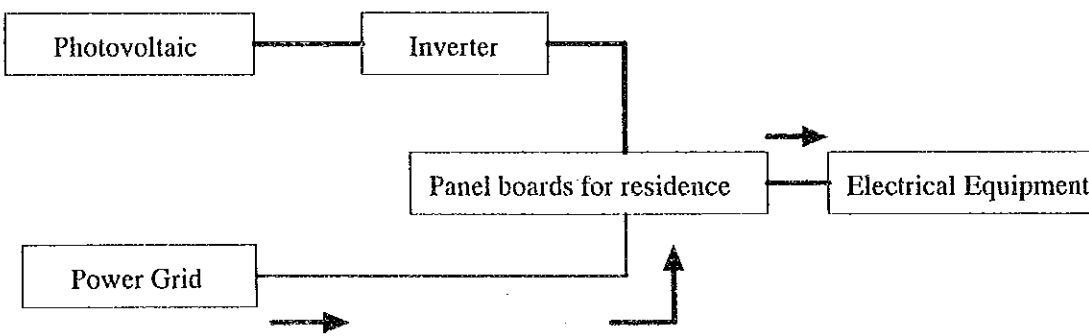 Photovoltaic
Inverter
Panel boards for residence
Electrical Equipment
Power Grid